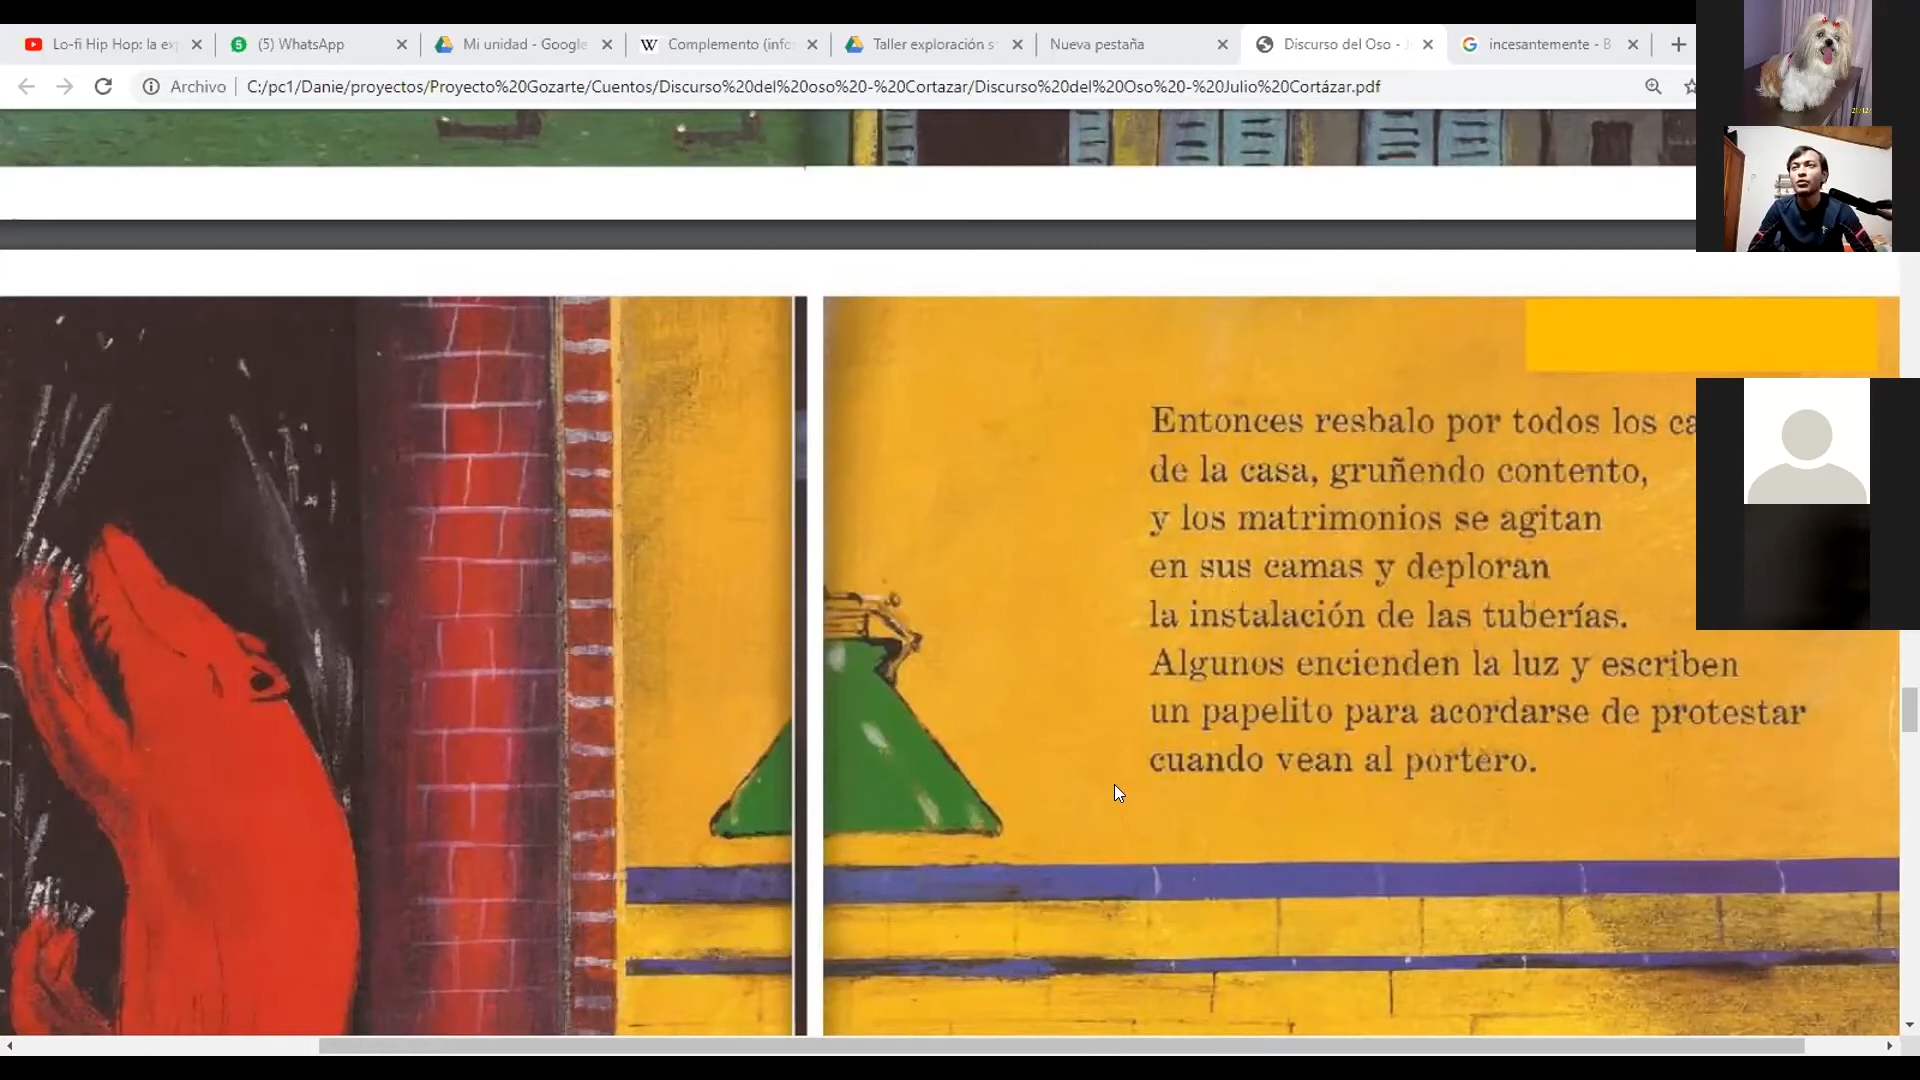 Lo-fi Hip Hop: la ex
(5) WhatsApp
Mi unidad - Google
Complemento (info
Taller exploración s
Nueva pestaña
Discurso del Oso - J
incesantemente - B
Archivo
C:/pc1/Danie/proyectos/Proyecto%20Gozarte/Cuentos/Discurso%20del%20oso%20-%20Cortazar/Discurso%20del%20Oso%20-%20Julio%20Cortázar.pdf
Entonces resbalo por todos los ca
de la casa, gruñendo contento,
y los matrimonios se agitan
en sus camas y deploran
la instalación de las tuberías.
Algunos encienden la luz y escriben
un papelito para acordarse de protestar
cuando vean al portero.